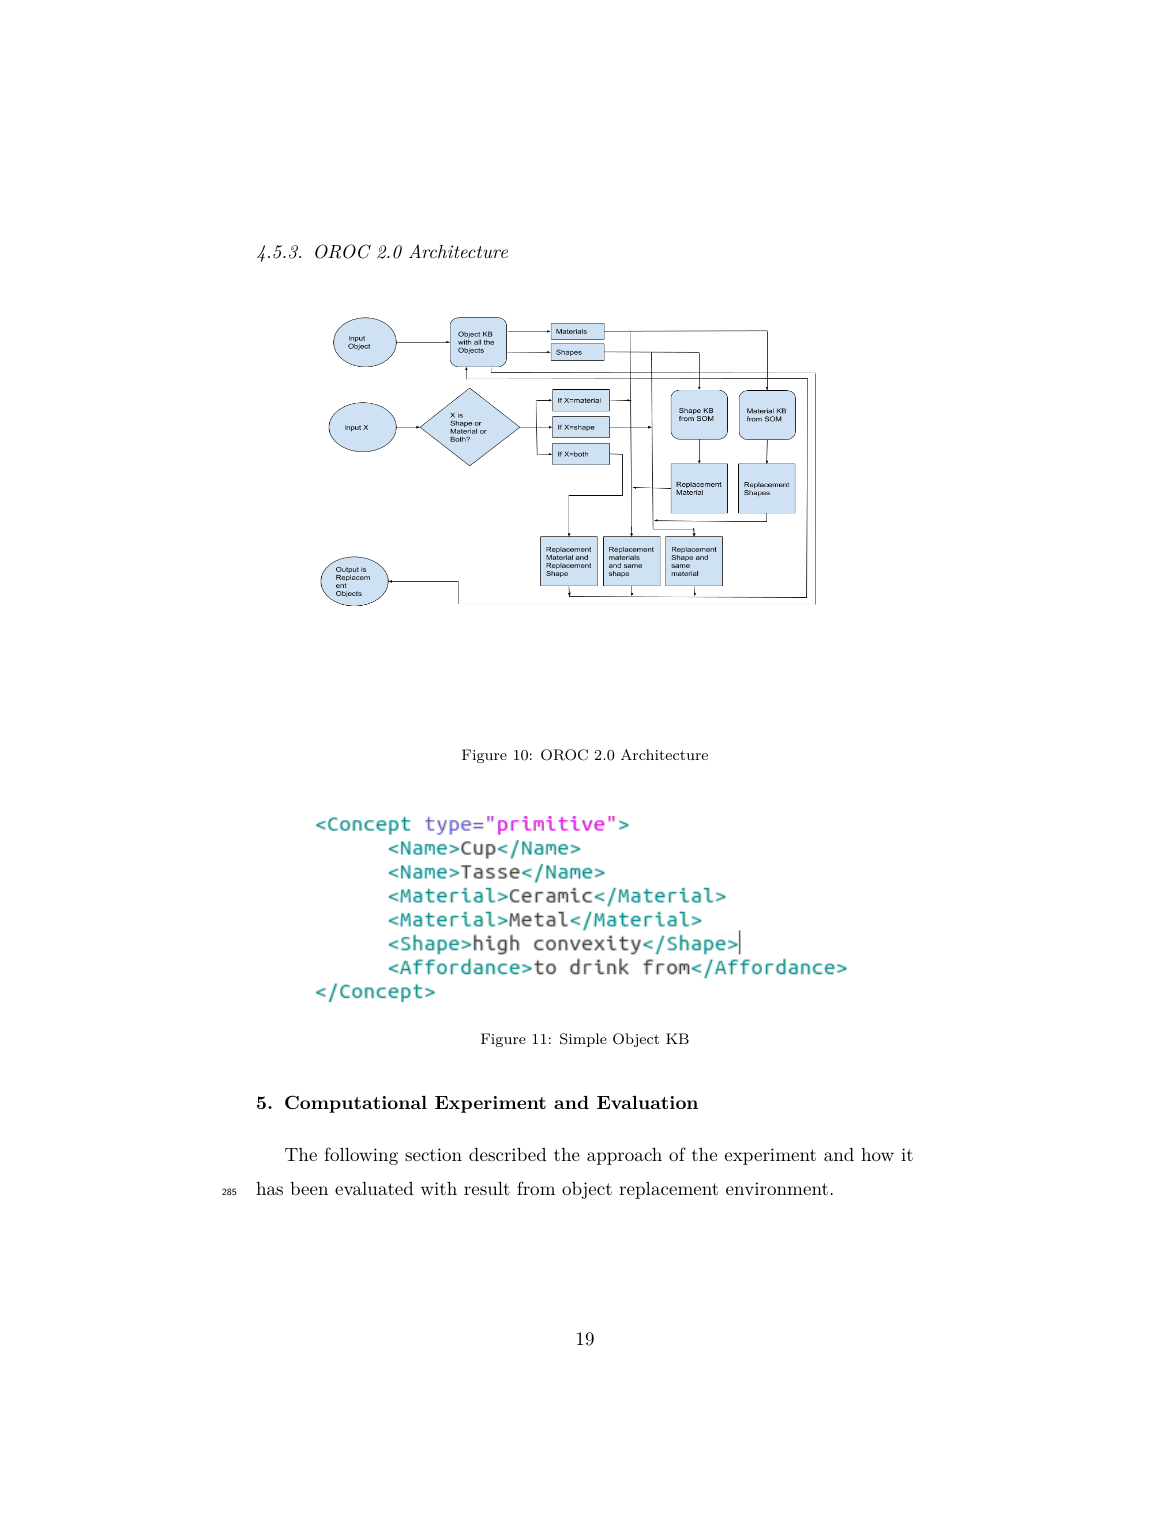 4.5.3. OROC 2.0 Architecture
Input
Object
Object KB
with all the
Objects
Materials
Shapes
Input X
X is
Shape or
Material or
Both?
If X=material
If X=shape
If X=both
Shape KB
from SOM
Material KB
from SOM
Replacement
Material
Replacement
Shapes
Replacement
Material and
Replacement
Shape
Replacement
materials
and same
shape
Replacement
Shape and
same
material
Output is
Replacem
ent
Objects
Figure 10: OROC 2.0 Architecture
<Concept type="primitive">
<Name>Cup</Name>
<Name>Tasse</Name>
<Material>Ceramic</Material>
<Material>Metal</Material>
<Shape>high convexity</Shape>
<Affordance>to drink from</Affordance>
</Concept>
Figure 11: Simple Object KB
5. Computational Experiment and Evaluation
The following section described the approach of the experiment and how it
285 has been evaluated with result from object replacement environment.
19